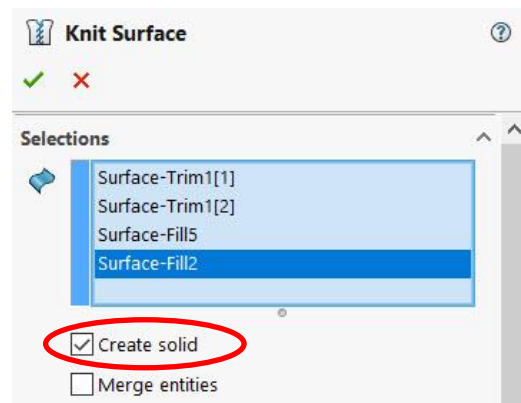 Knit Surface
Selections
Surface-Trim1[1]
Surface-Trim1[2]
Surface-Fill5
Surface-Fill2
Create solid
Merge entities